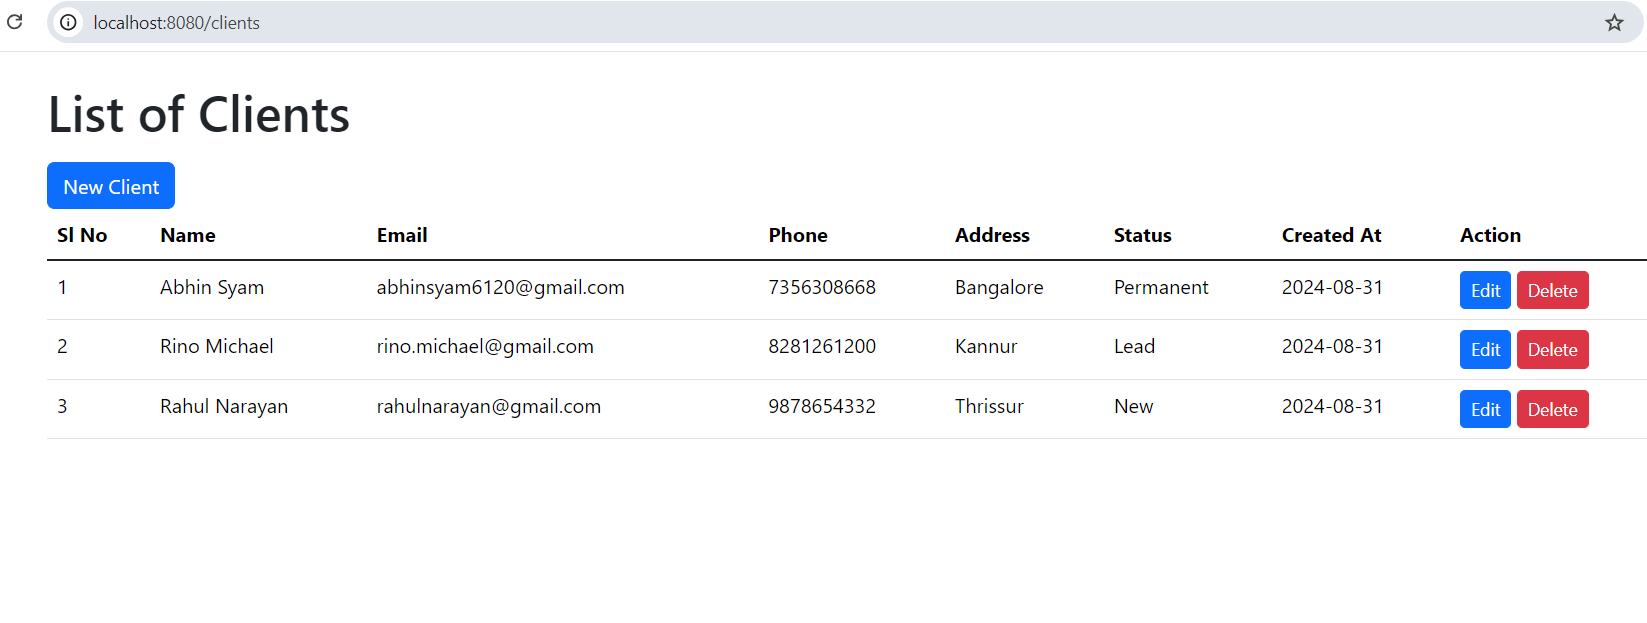 localhost:8080/clients
List of Clients
New Client
Sl No Name Email Phone Address Status Created At Action
1 Abhin Syam abhinsyam6120@gmail.com 7356308668 Bangalore Permanent 2024-08-31 Edit Delete
2 Rino Michael rino.michael@gmail.com 8281261200 Kannur Lead 2024-08-31 Edit Delete
3 Rahul Narayan rahulnarayan@gmail.com 9878654332 Thrissur New 2024-08-31 Edit Delete